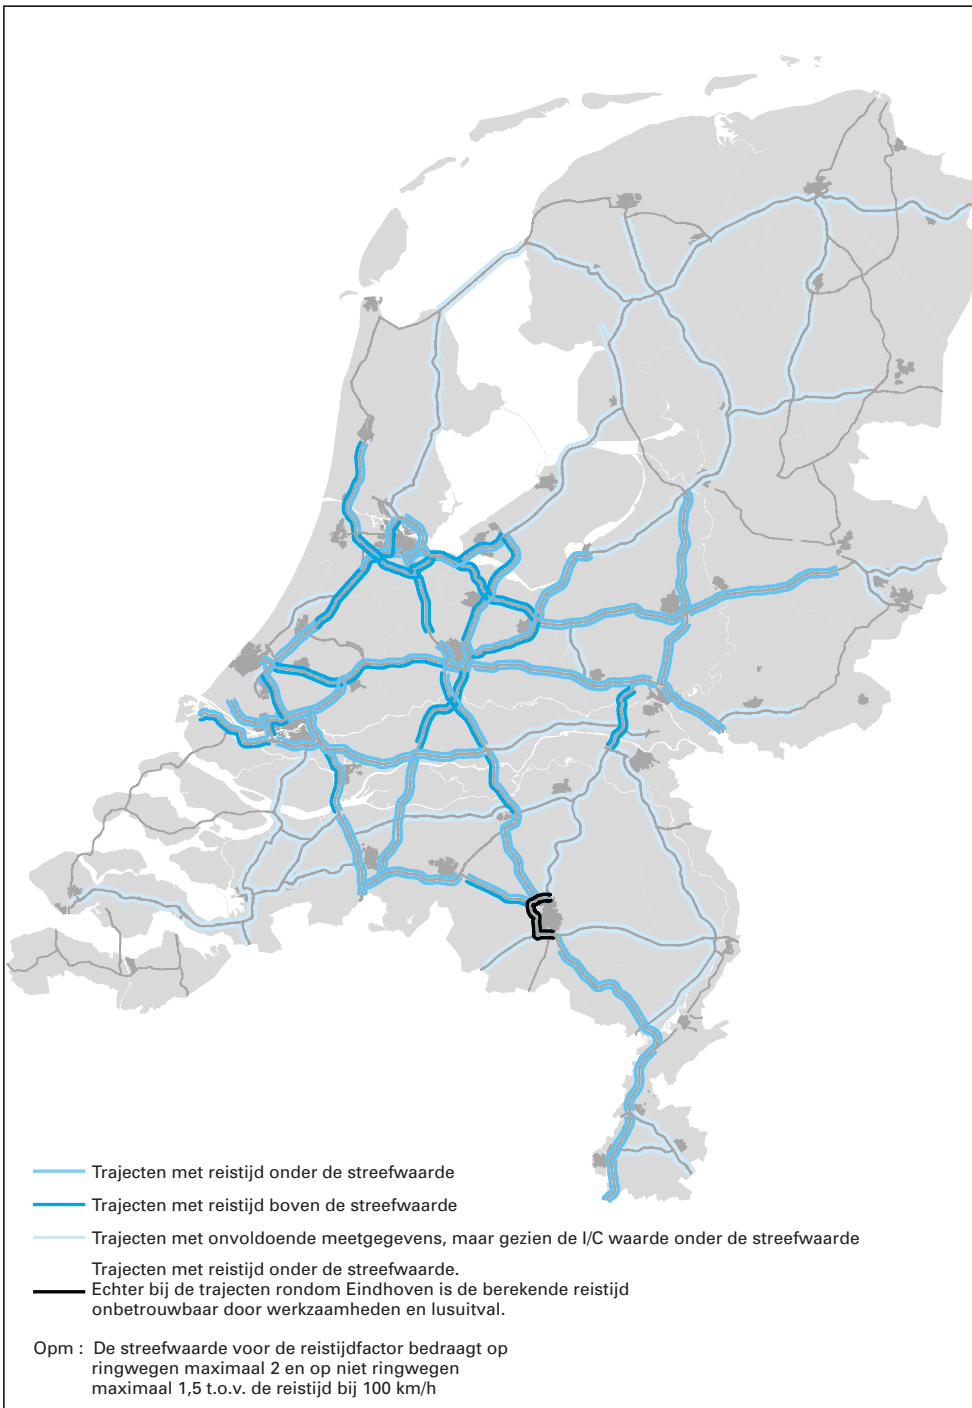 Trajecten met reistijd onder de streefwaarde
Trajecten met reistijd boven de streefwaarde
Trajecten met onvoldoende meetgegevens, maar gezien de I/C waarde onder de streefwaarde
Trajecten met reistijd onder de streefwaarde.
Echter bij de trajecten rondom Eindhoven is de berekende reistijd
onbetrouwbaar door werkzaamheden en lusuitval.
Opm : De streefwaarde voor de reistijdfactor bedraagt op
ringwegen maximaal 2 en op niet ringwegen
maximaal 1,5 t.o.v. de reistijd bij 100 km/h